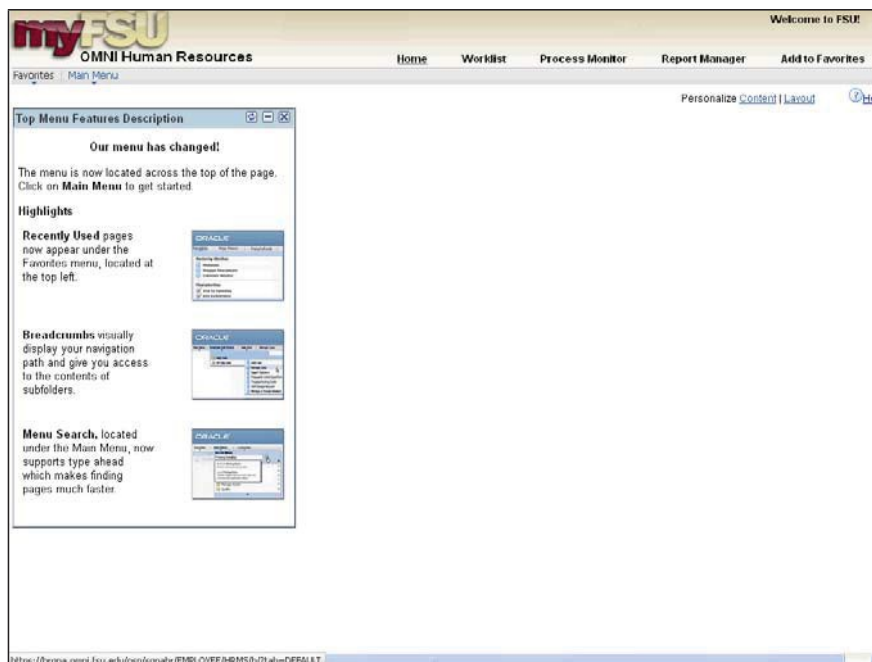 myFSU
Welcome to FSU!
OMNI Human Resources
Home Worklist Process Monitor Report Manager Add to Favorites
Favorites Main Menu
Personalize Content | Layout
Top Menu Features Description
Our menu has changed!
The menu is now located across the top of the page.
Click on Main Menu to get started.
Highlights
Recently Used pages
now appear under the
Favorites menu, located at
the top left.
ORACLE
Breadcrumbs visually
display your navigation
path and give you access
to the contents of
subfolders.
ORACLE
Menu Search, located
under the Main Menu, now
supports type ahead
which makes finding
pages much faster.
ORACLE